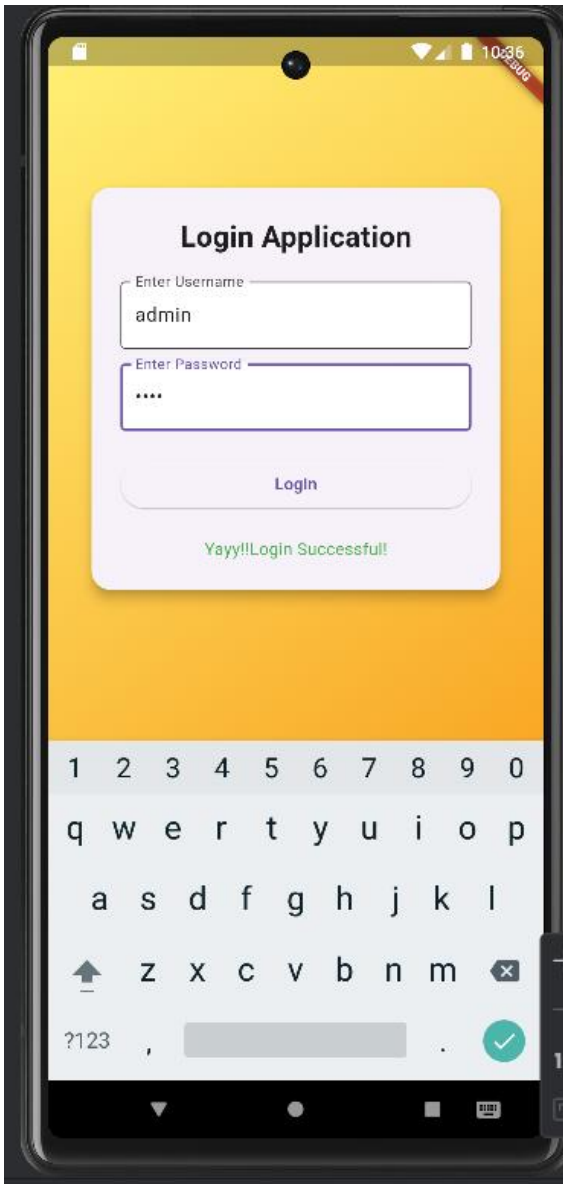 10:36
DEBUG
Login Application
Enter Username
admin
Enter Password
••••
Login
Yayy!!Login Successful!
1 2 3 4 5 6 7 8 9 0
q w e r t y u i o p
a s d f g h j k l
z x c v b n m
?123 , .
1